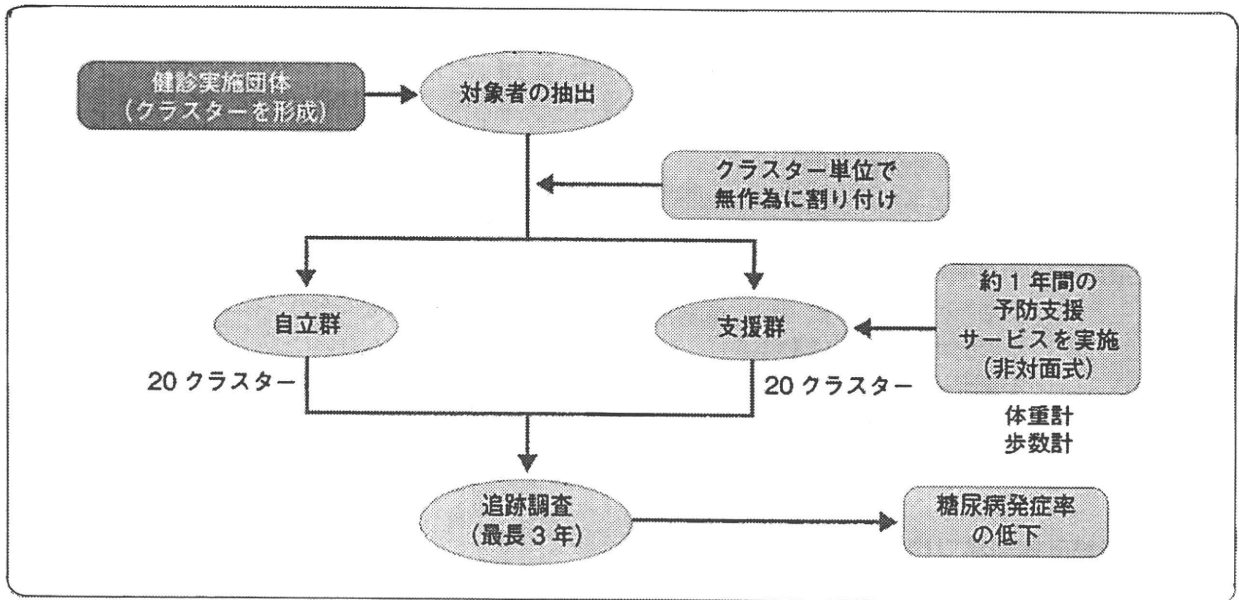 健診実施団体
（クラスターを形成）
対象者の抽出
クラスター単位で
無作為に割り付け
自立群
支援群
約1年間の
予防支援
サービスを実施
（非対面式）
20 クラスター
20 クラスター
体重計
歩数計
追跡調査
（最長3年）
糖尿病発症率
の低下